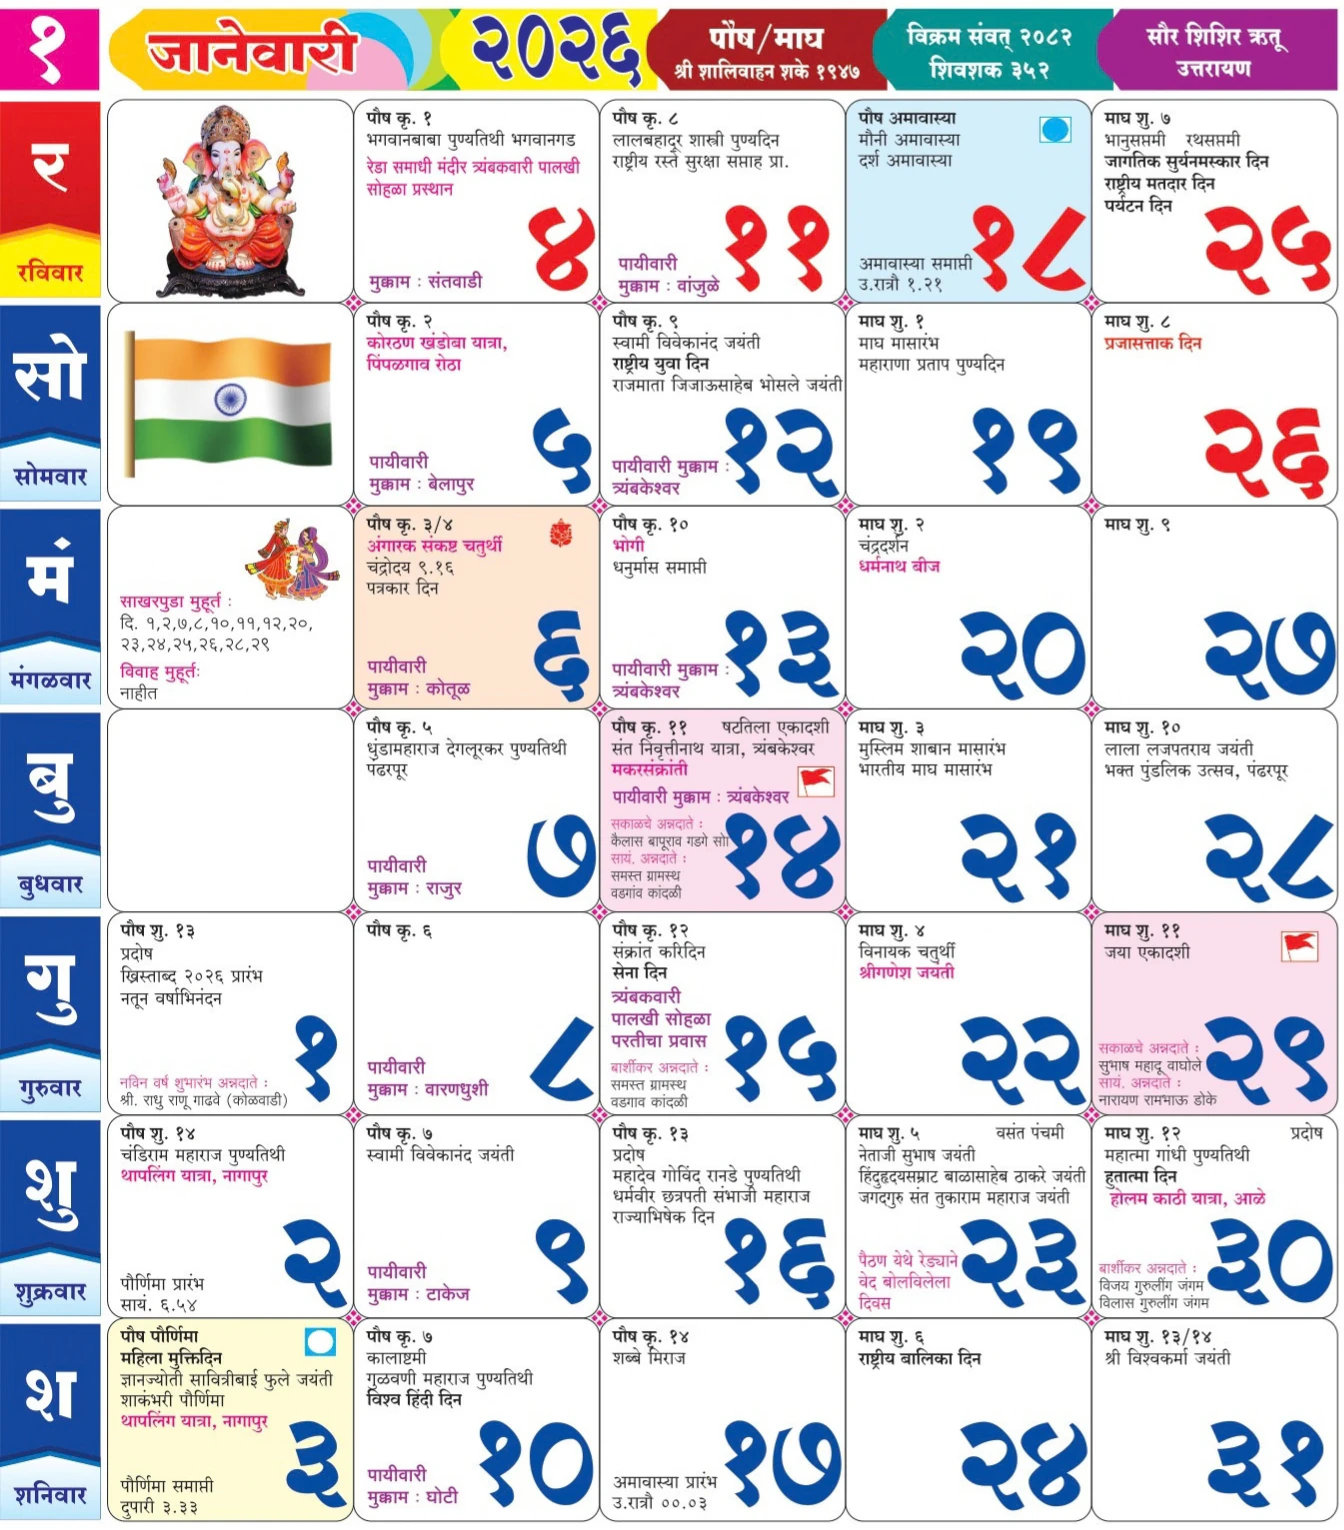 १
जानेवारी
२०२६
पौष/माघ
श्री शालिवाहन शके १९४७
विक्रम संवत् २०८२
शिवशक ३५२
सौर शिशिर ऋतू
उत्तरायण
र
रविवार
पौष कृ. १
भगवानबाबा पुण्यतिथी भगवानगड
रेडा समाधी मंदीर त्र्यंबकवारी पालखी
सोहळा प्रस्थान
मुक्काम : संतवाडी
४
पौष कृ. ८
लालबहादूर शास्त्री पुण्यदिन
राष्ट्रीय रस्ते सुरक्षा सप्ताह प्रा.
पायीवारी
मुक्काम : वांजुळे
११
पौष अमावास्या
मौनी अमावास्या
दर्श अमावास्या
अमावास्या समाप्ती
उ.रात्रौ १.२१
१८
माघ शु. ७
भानुसप्तमी रथसप्तमी
जागतिक सुर्यनमस्कार दिन
राष्ट्रीय मतदार दिन
पर्यटन दिन
२५
सो
सोमवार
पौष कृ. २
कोरठण खंडोबा यात्रा,
पिंपळगाव रोठा
पायीवारी
मुक्काम : बेलापुर
५
पौष कृ. ९
स्वामी विवेकानंद जयंती
राष्ट्रीय युवा दिन
राजमाता जिजाऊसाहेब भोसले जयंती
पायीवारी मुक्काम :
त्र्यंबकेश्वर
१२
माघ शु. १
माघ मासारंभ
महाराणा प्रताप पुण्यदिन
१९
माघ शु. ८
प्रजासत्ताक दिन
२६
मं
मंगळवार
साखरपुडा मुहूर्त :
दि. १,२,७,८,१०,११,१२,२०,
२३,२४,२५,२६,२८,२९
विवाह मुहूर्तः
नाहीत
पौष कृ. ३/४
अंगारक संकष्ट चतुर्थी
चंद्रोदय ९.१६
पत्रकार दिन
पायीवारी
मुक्काम : कोतूळ
६
पौष कृ. १०
भोगी
धनुर्मास समाप्ती
पायीवारी मुक्काम :
त्र्यंबकेश्वर
१३
माघ शु. २
चंद्रदर्शन
धर्मनाथ बीज
२०
माघ शु. ९
२७
बु
बुधवार
पौष कृ. ५
धुंडामहाराज देगलूरकर पुण्यतिथी
पंढरपूर
पायीवारी
मुक्काम : राजुर
७
पौष कृ. ११ षटतिला एकादशी
संत निवृत्तीनाथ यात्रा, त्र्यंबकेश्वर
मकरसंक्रांती
पायीवारी मुक्काम : त्र्यंबकेश्वर
सकाळचे अन्नदाते :
कैलास बापूराव गडगे
सायं. अन्नदाते :
समस्त ग्रामस्थ
वडगांव कांदळी
१४
माघ शु. ३
मुस्लिम शाबान मासारंभ
भारतीय माघ मासारंभ
२१
माघ शु. १०
लाला लजपतराय जयंती
भक्त पुंडलिक उत्सव, पंढरपूर
२८
गु
गुरुवार
पौष शु. १३
प्रदोष
ख्रिस्ताब्द २०२६ प्रारंभ
नतून वर्षाभिनंदन
नविन वर्ष शुभारंभ अन्नदाते :
श्री. राधु राणू गाढवे (कोळवाडी)
१
पौष कृ. ६
पायीवारी
मुक्काम : वारणधुशी
८
पौष कृ. १२
संक्रांत करिदिन
सेना दिन
त्र्यंबकवारी
पालखी सोहळा
परतीचा प्रवास
बार्शीकर अन्नदाते :
समस्त ग्रामस्थ
वडगाव कांदळी
१५
माघ शु. ४
विनायक चतुर्थी
श्रीगणेश जयंती
२२
माघ शु. ११
जया एकादशी
सकाळचे अन्नदाते :
सुभाष महादू वाघोले
सायं. अन्नदाते :
नारायण रामभाऊ डोके
२९
शु
शुक्रवार
पौष शु. १४
चंडिराम महाराज पुण्यतिथी
थापलिंग यात्रा, नागापुर
पौर्णिमा प्रारंभ
सायं. ६.५४
२
पौष कृ. ७
स्वामी विवेकानंद जयंती
पायीवारी
मुक्काम : टाकेज
९
पौष कृ. १३
प्रदोष
महादेव गोविंद रानडे पुण्यतिथी
धर्मवीर छत्रपती संभाजी महाराज
राज्याभिषेक दिन
१६
माघ शु. ५ वसंत पंचमी
नेताजी सुभाष जयंती
हिंदुहृदयसम्राट बाळासाहेब ठाकरे जयंती
जगदगुरु संत तुकाराम महाराज जयंती
पैठण येथे रेड्याने
वेद बोलविलेला
दिवस
२३
माघ शु. १२ प्रदोष
महात्मा गांधी पुण्यतिथी
हुतात्मा दिन
होलम काठी यात्रा, आळे
बार्शीकर अन्नदाते :
विजय गुरुलींग जंगम
विलास गुरुलींग जंगम
३०
श
शनिवार
पौष पौर्णिमा
महिला मुक्तिदिन
ज्ञानज्योती सावित्रीबाई फुले जयंती
शाकंभरी पौर्णिमा
थापलिंग यात्रा, नागापुर
पौर्णिमा समाप्ती
दुपारी ३.३३
३
पौष कृ. ७
कालाष्टमी
गुळवणी महाराज पुण्यतिथी
विश्व हिंदी दिन
पायीवारी
मुक्काम : घोटी
१०
पौष कृ. १४
शब्बे मिराज
अमावास्या प्रारंभ
उ.रात्रौ ००.०३
१७
माघ शु. ६
राष्ट्रीय बालिका दिन
२४
माघ शु. १३/१४
श्री विश्वकर्मा जयंती
३१